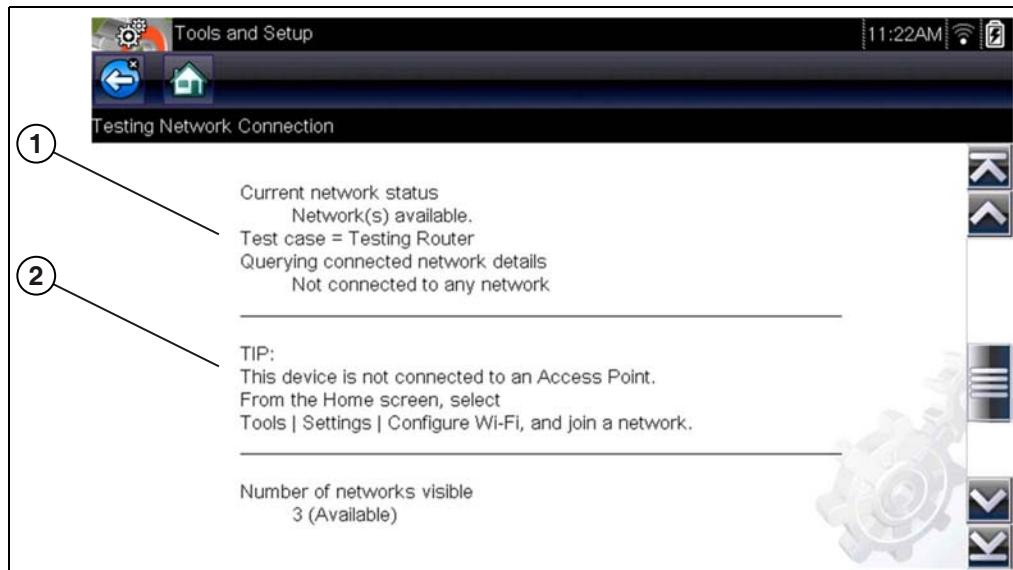 Tools and Setup
11:22AM
Testing Network Connection
1
Current network status
Network(s) available.
Test case = Testing Router
Querying connected network details
Not connected to any network
2
TIP:
This device is not connected to an Access Point.
From the Home screen, select
Tools | Settings | Configure Wi-Fi, and join a network.
Number of networks visible
3 (Available)